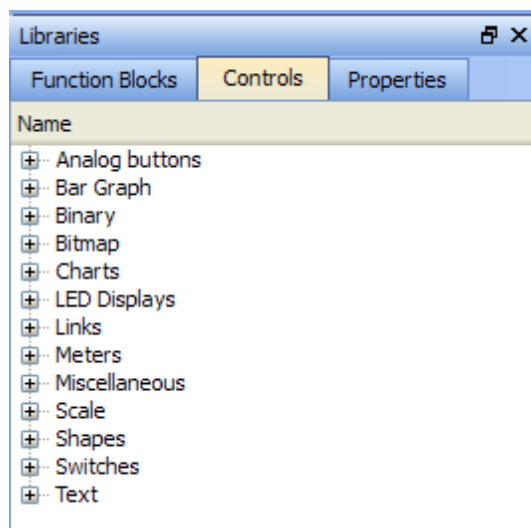 Libraries
Function Blocks Controls Properties
Name
Analog buttons
Bar Graph
Binary
Bitmap
Charts
LED Displays
Links
Meters
Miscellaneous
Scale
Shapes
Switches
Text